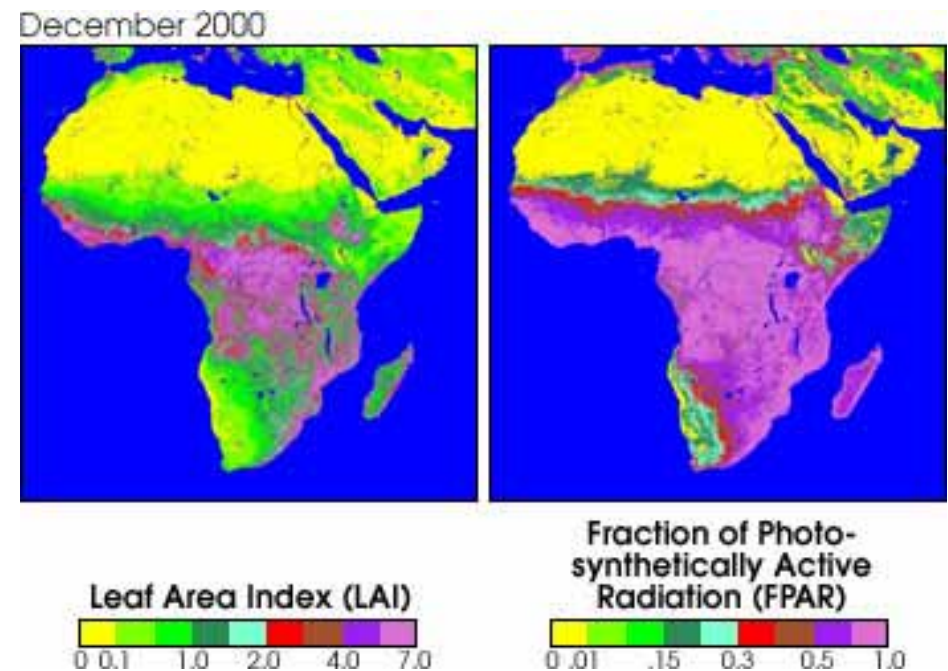 December 2000
Leaf Area Index (LAI)
0 0.1 1.0 2.0 4.0 7.0
Fraction of Photo-
synthetically Active
Radiation (FPAR)
0 .01 .15 0.3 0.5 1.0